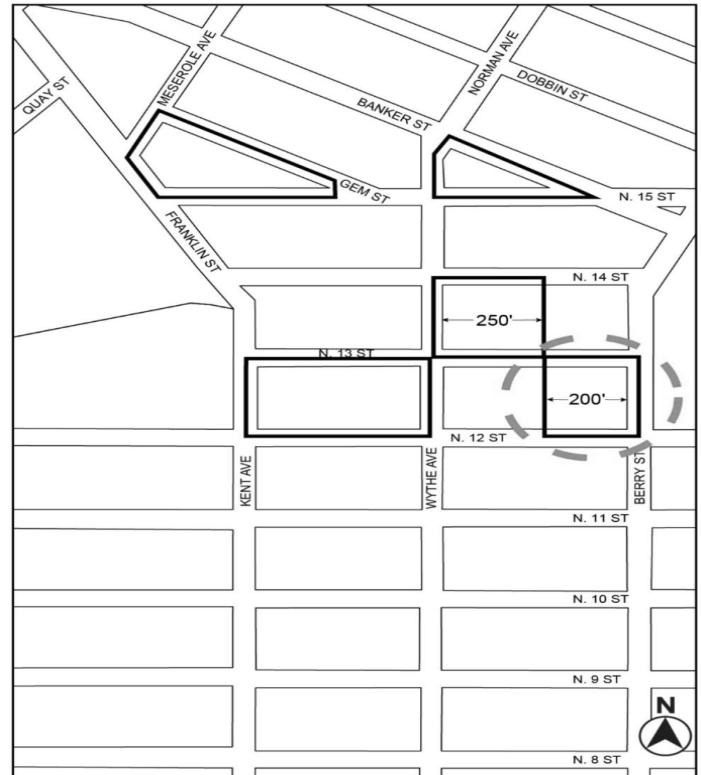 MESEROLE AVE
NORMAN AVE
QUAY ST
DOBBIN ST
BANKER ST
GEM ST
N. 15 ST
FRANKLIN ST
N. 14 ST
250'
N. 13 ST
200'
N. 12 ST
KENT AVE
WYTHE AVE
BERRY ST
N. 11 ST
N. 10 ST
N. 9 ST
N
N. 8 ST